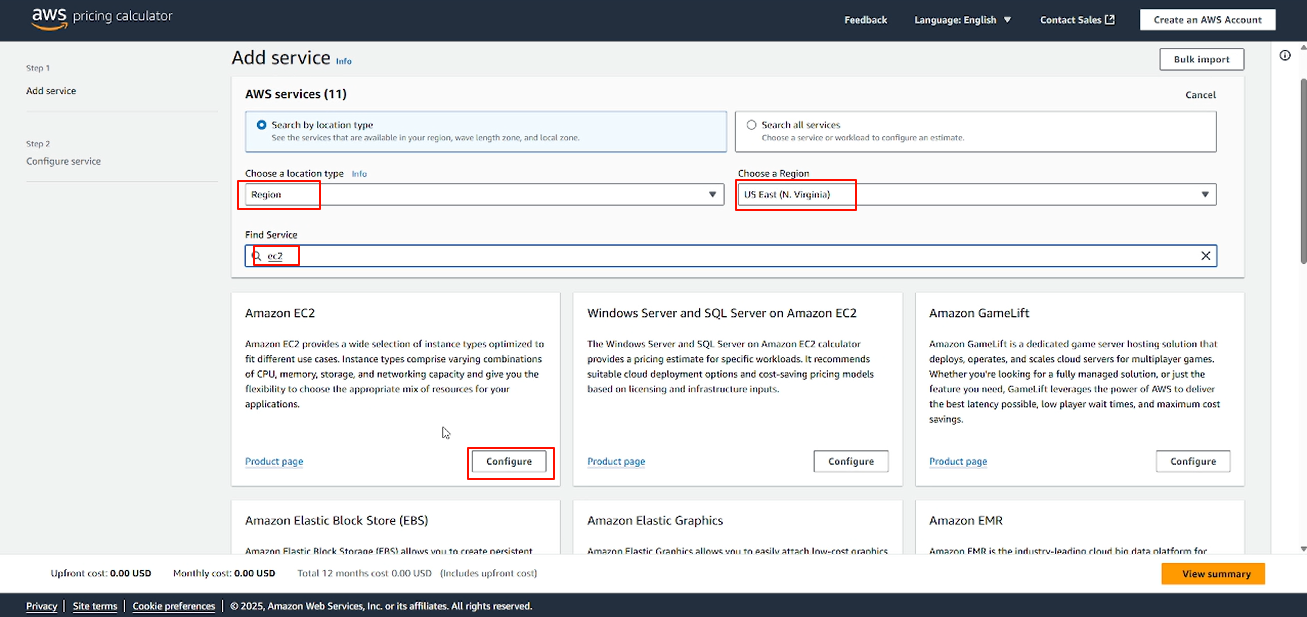 aws pricing calculator
Feedback
Language: English
Contact Sales
Create an AWS Account
Step 1
Add service
Step 2
Configure service
Add service Info
Bulk import
AWS services (11)
Cancel
Search by location type
See the services that are available in your region, wave length zone, and local zone.
Search all services
Choose a service or workload to configure an estimate.
Choose a location type Info
Region
Choose a Region
US East (N. Virginia)
Find Service
ec2
Amazon EC2
Amazon EC2 provides a wide selection of instance types optimized to
fit different use cases. Instance types comprise varying combinations
of CPU, memory, storage, and networking capacity and give you the
flexibility to choose the appropriate mix of resources for your
applications.
Product page
Configure
Windows Server and SQL Server on Amazon EC2
The Windows Server and SQL Server on Amazon EC2 calculator
provides a pricing estimate for specific workloads. It recommends
suitable cloud deployment options and cost-saving pricing models
based on licensing and infrastructure inputs.
Product page
Configure
Amazon GameLift
Amazon GameLift is a dedicated game server hosting solution that
deploys, operates, and scales cloud servers for multiplayer games.
Whether you're looking for a fully managed solution, or just the
feature you need, GameLift leverages the power of AWS to deliver
the best latency possible, low player wait times, and maximum cost
savings.
Product page
Configure
Amazon Elastic Block Store (EBS)
Amazon Elastic Block Storage (EBS) allows you to create persistent
Amazon Elastic Graphics
Amazon Elastic Graphics allows you to easily attach low-cost graphics
Amazon EMR
Amazon EMR is the industry-leading cloud big data platform for
Upfront cost: 0.00 USD
Monthly cost: 0.00 USD
Total 12 months cost 0.00 USD (Includes upfront cost)
View summary
Privacy | Site terms | Cookie preferences | © 2025, Amazon Web Services, Inc. or its affiliates. All rights reserved.